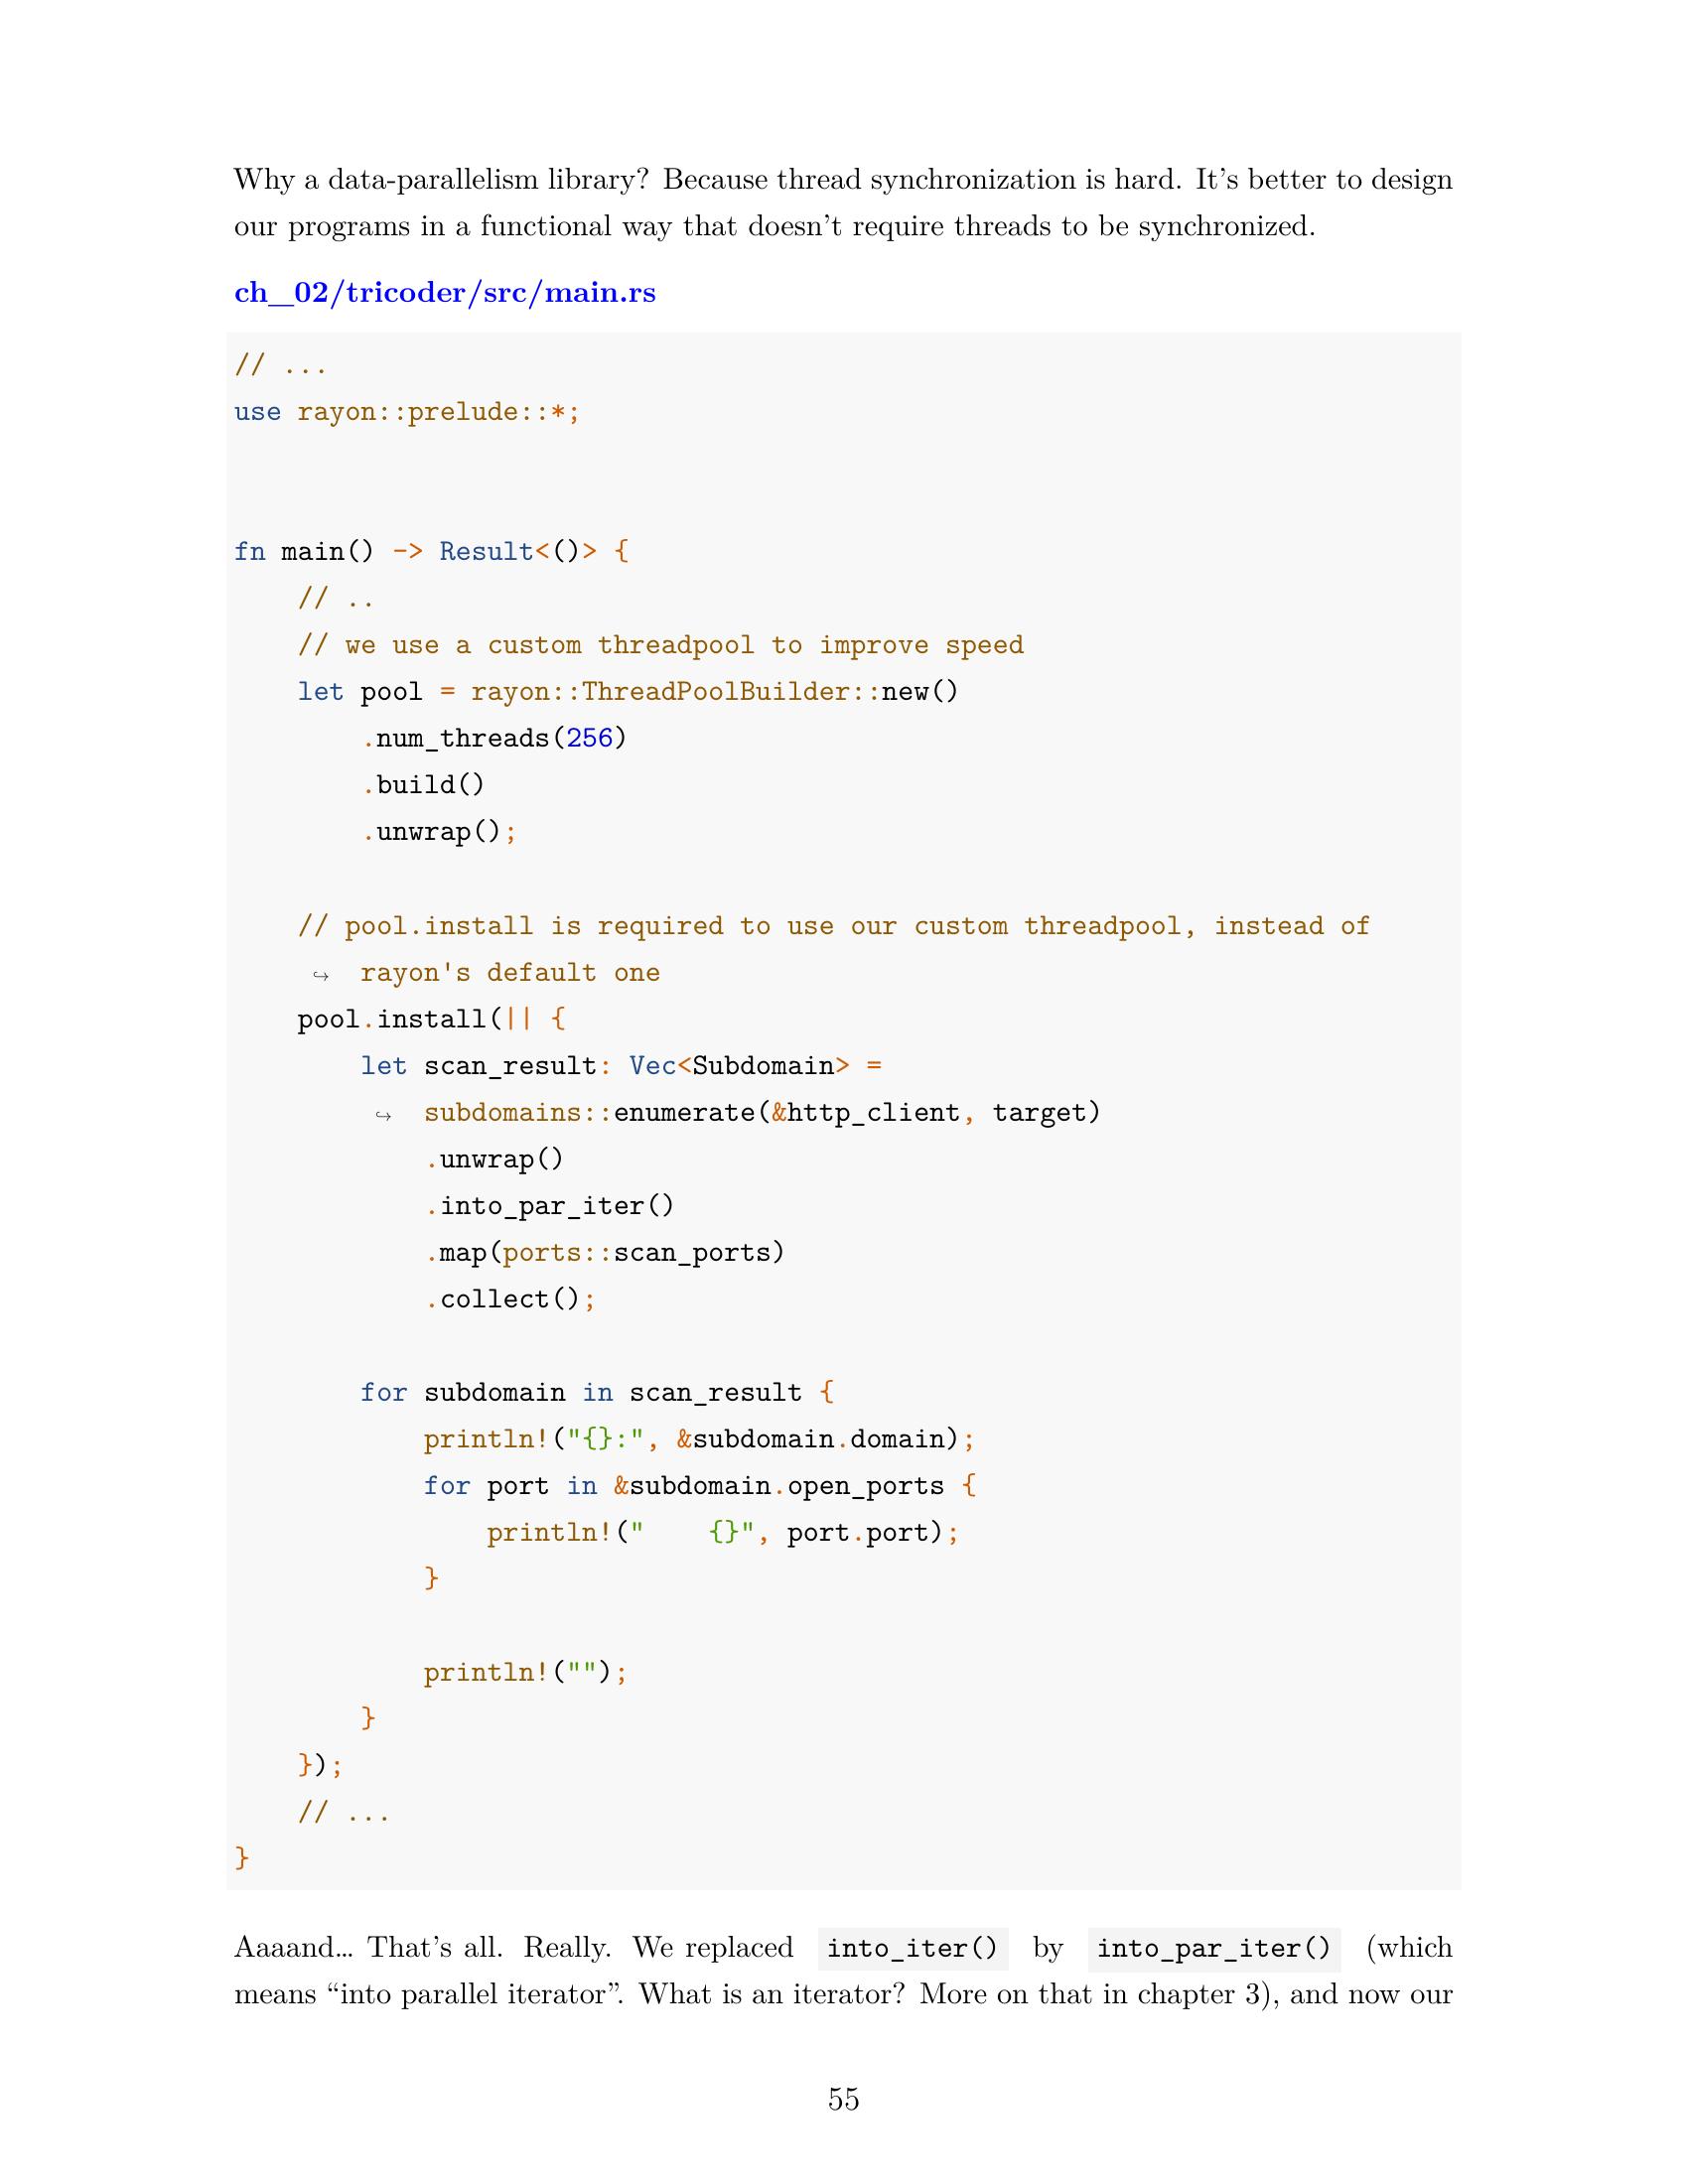 Why a data-parallelism library? Because thread synchronization is hard. It's better to design
our programs in a functional way that doesn't require threads to be synchronized.
ch_02/tricoder/src/main.rs
// ...
use rayon::prelude::*;
fn main() -> Result<()> {
    // ..
    // we use a custom threadpool to improve speed
    let pool = rayon::ThreadPoolBuilder::new()
        .num_threads(256)
        .build()
        .unwrap();
    // pool.install is required to use our custom threadpool, instead of
     ↪  rayon's default one
    pool.install(|| {
        let scan_result: Vec<Subdomain> =
         ↪  subdomains::enumerate(&http_client, target)
            .unwrap()
            .into_par_iter()
            .map(ports::scan_ports)
            .collect();
        for subdomain in scan_result {
            println!("{}:", &subdomain.domain);
            for port in &subdomain.open_ports {
                println!("    {}", port.port);
            }
            println!("");
        }
    });
    // ...
}
Aaaand… That's all. Really. We replaced into_iter() by into_par_iter() (which
means “into parallel iterator”. What is an iterator? More on that in chapter 3), and now our
55